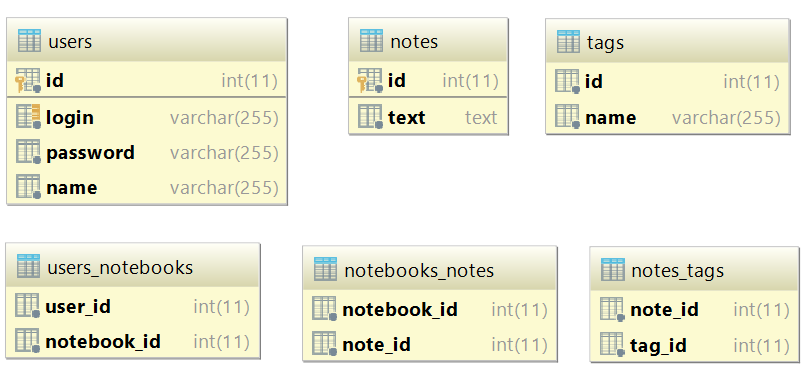 users
id int(11)
login varchar(255)
password varchar(255)
name varchar(255)
notes
id int(11)
text text
tags
id int(11)
name varchar(255)
users_notebooks
user_id int(11)
notebook_id int(11)
notebooks_notes
notebook_id int(11)
note_id int(11)
notes_tags
note_id int(11)
tag_id int(11)